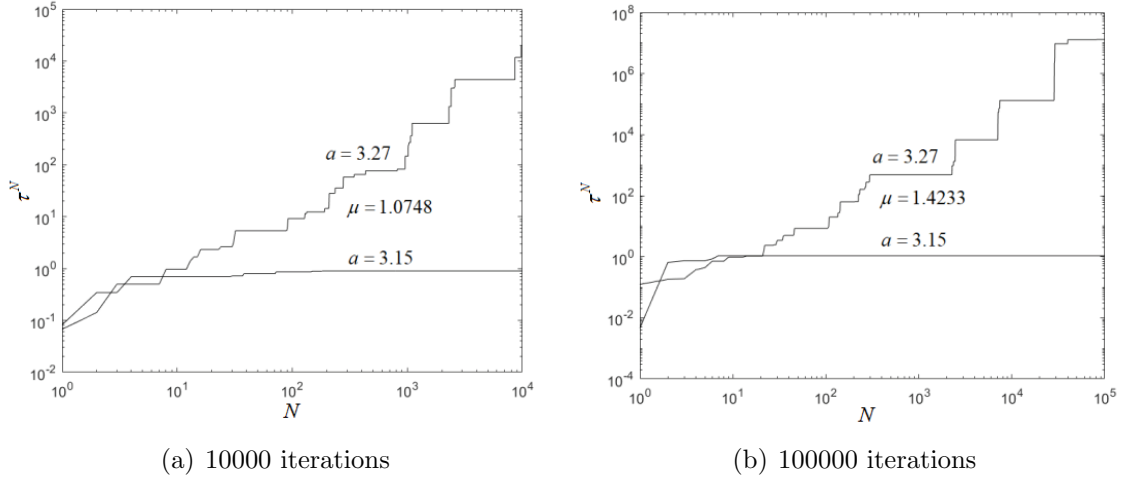 10^5
10^4
10^3
10^2
10^1
10^0
10^-1
10^-2
τ^N
a = 3.27
μ = 1.0748
a = 3.15
10^0 10^1 10^2 10^3 10^4
N
(a) 10000 iterations
10^8
10^6
10^4
10^2
10^0
10^-2
10^-4
τ^N
a = 3.27
μ = 1.4233
a = 3.15
10^0 10^1 10^2 10^3 10^4 10^5
N
(b) 100000 iterations